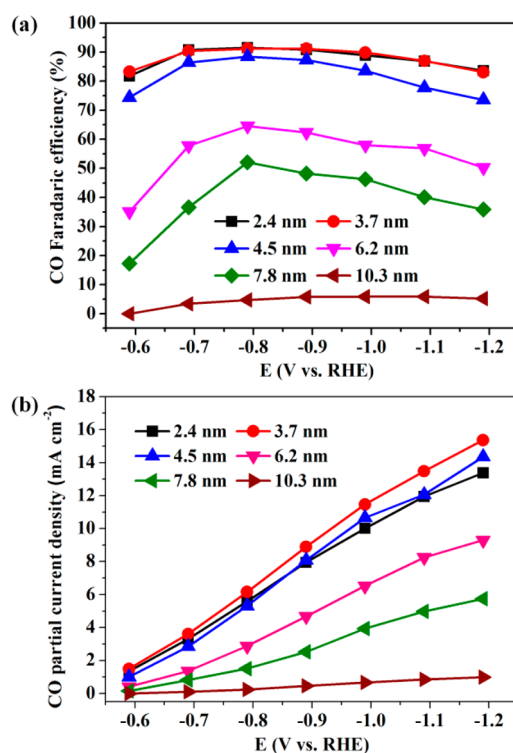 (a)
CO Faradaric efficiency (%)
100
90
80
70
60
50
40
30
20
10
0
2.4 nm 3.7 nm
4.5 nm 6.2 nm
7.8 nm 10.3 nm
-0.6 -0.7 -0.8 -0.9 -1.0 -1.1 -1.2
E (V vs. RHE)
(b)
CO partial current density (mA cm⁻²)
18
16
14
12
10
8
6
4
2
0
2.4 nm 3.7 nm
4.5 nm 6.2 nm
7.8 nm 10.3 nm
-0.6 -0.7 -0.8 -0.9 -1.0 -1.1 -1.2
E (V vs. RHE)